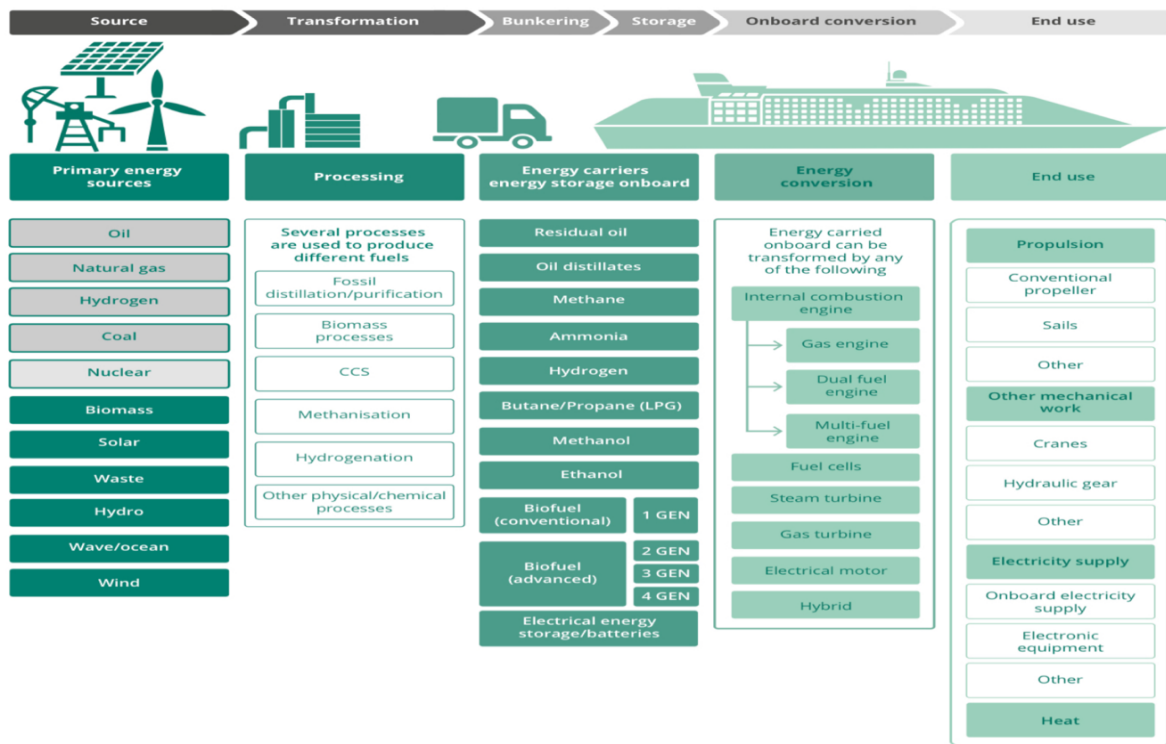 Source
Transformation
Bunkering
Storage
Onboard conversion
End use
Primary energy
sources
Processing
Energy carriers
energy storage onboard
Energy
conversion
End use
Oil
Natural gas
Hydrogen
Coal
Nuclear
Biomass
Solar
Waste
Hydro
Wave/ocean
Wind
Several processes
are used to produce
different fuels
Fossil
distillation/purification
Biomass
processes
CCS
Methanisation
Hydrogenation
Other physical/chemical
processes
Residual oil
Oil distillates
Methane
Ammonia
Hydrogen
Butane/Propane (LPG)
Methanol
Ethanol
Biofuel
(conventional)
1 GEN
Biofuel
(advanced)
2 GEN
3 GEN
4 GEN
Electrical energy
storage/batteries
Energy carried
onboard can be
transformed by any
of the following
Internal combustion
engine
Gas engine
Dual fuel
engine
Multi-fuel
engine
Fuel cells
Steam turbine
Gas turbine
Electrical motor
Hybrid
Propulsion
Conventional
propeller
Sails
Other
Other mechanical
work
Cranes
Hydraulic gear
Other
Electricity supply
Onboard electricity
supply
Electronic
equipment
Other
Heat